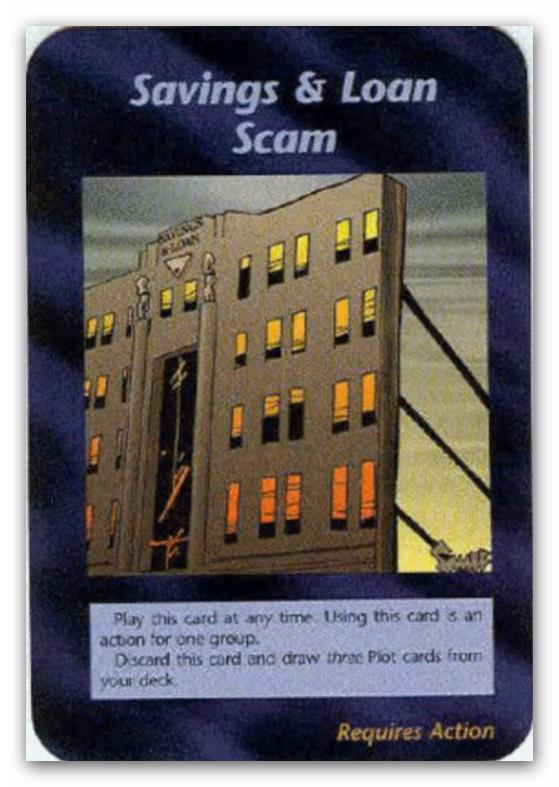 Savings & Loan
Scam
SAVINGS
& LOAN
Play this card at any time. Using this card is an
action for one group.
Discard this card and draw three Plot cards from
your deck.
Requires Action